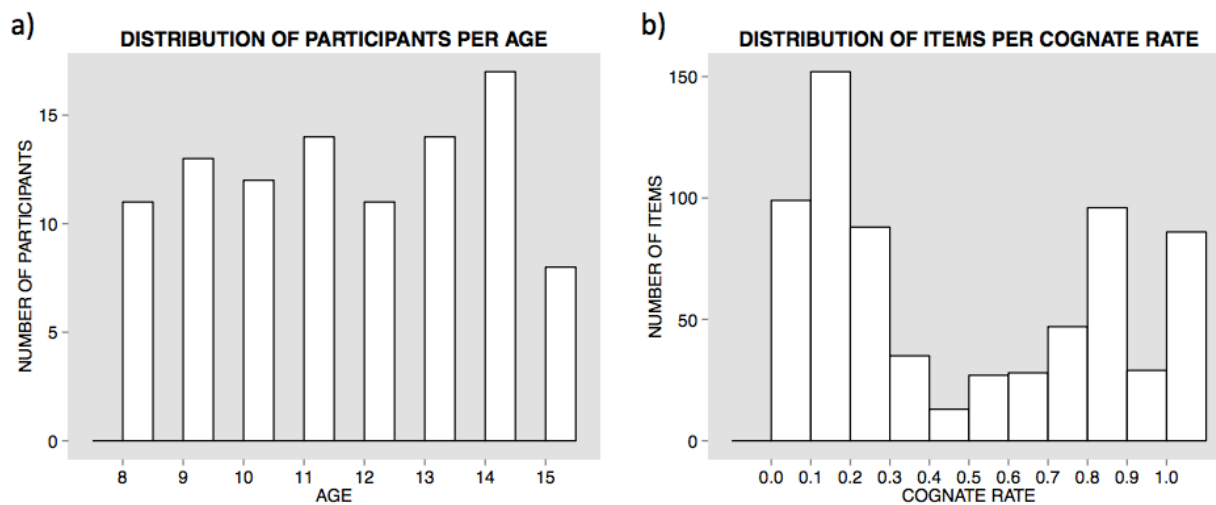 a)
DISTRIBUTION OF PARTICIPANTS PER AGE
NUMBER OF PARTICIPANTS
15
10
5
0
8 9 10 11 12 13 14 15
AGE
b)
DISTRIBUTION OF ITEMS PER COGNATE RATE
NUMBER OF ITEMS
150
100
50
0
0.0 0.1 0.2 0.3 0.4 0.5 0.6 0.7 0.8 0.9 1.0
COGNATE RATE